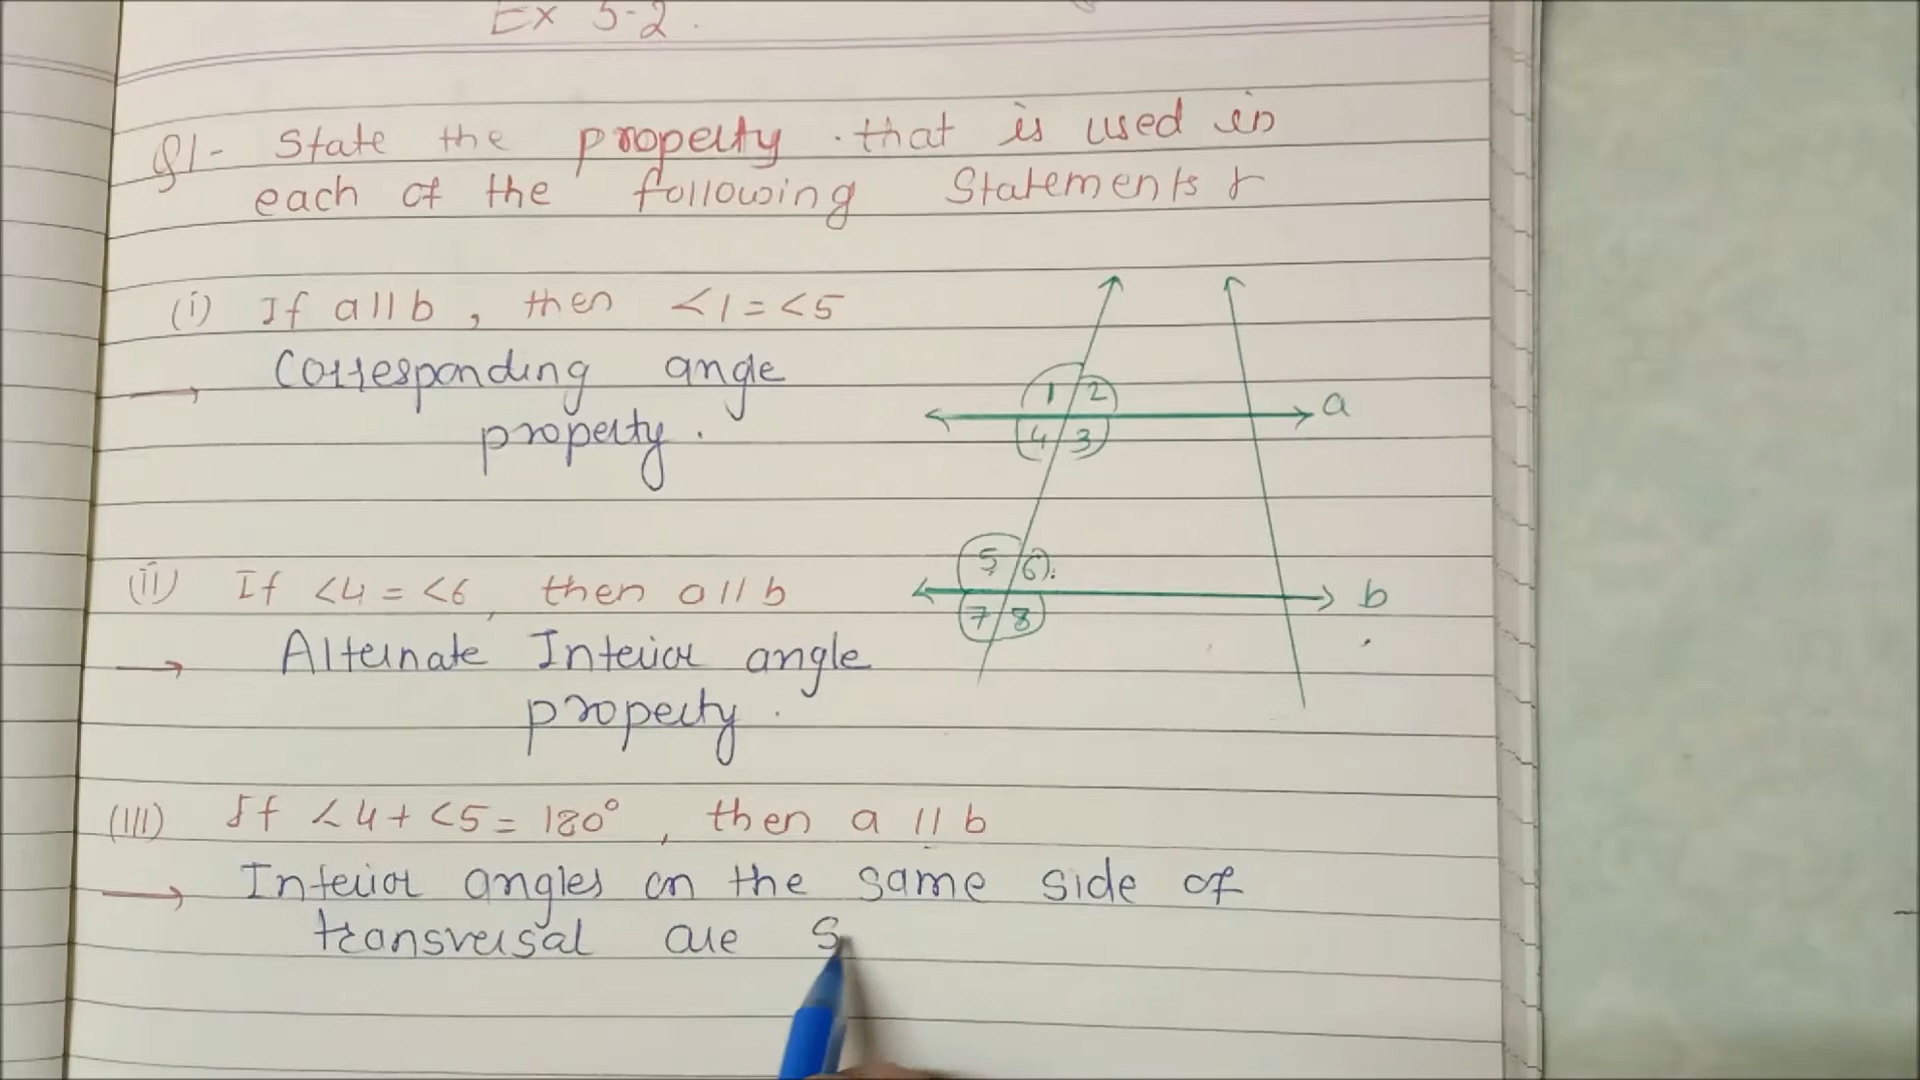 Ex 5.2.
Q1- State the property that is used in
each of the following Statements
(i) If a||b, then <1=<5
→ Corresponding angle
property.
1 2
a
4 3
5 6
(ii) If <4=<6, then a||b
b
7 8
→ Alternate Interior angle
property.
(III) If <4+<5=180°, then a||b
→ Interior angles on the same side of
transversal are S